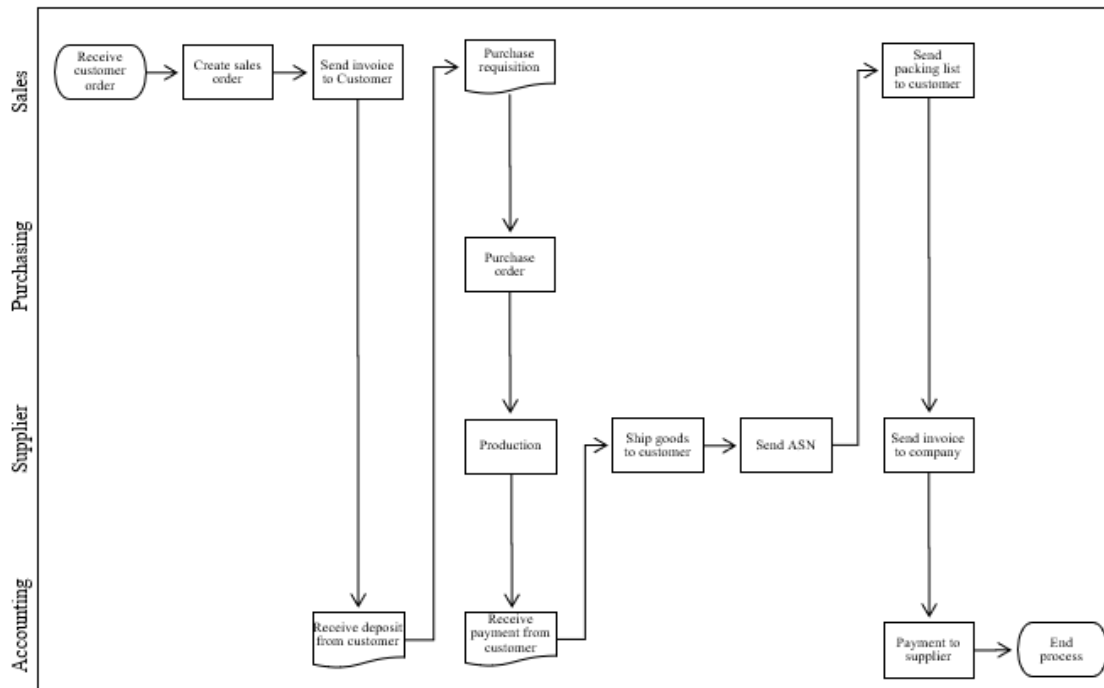 Sales
Receive
customer
order
Create sales
order
Send invoice
to Customer
Purchase
requisition
Send
packing list
to customer
Purchasing
Purchase
order
Supplier
Production
Ship goods
to customer
Send ASN
Send invoice
to company
Accounting
Receive deposit
from customer
Receive
payment from
customer
Payment to
supplier
End
process